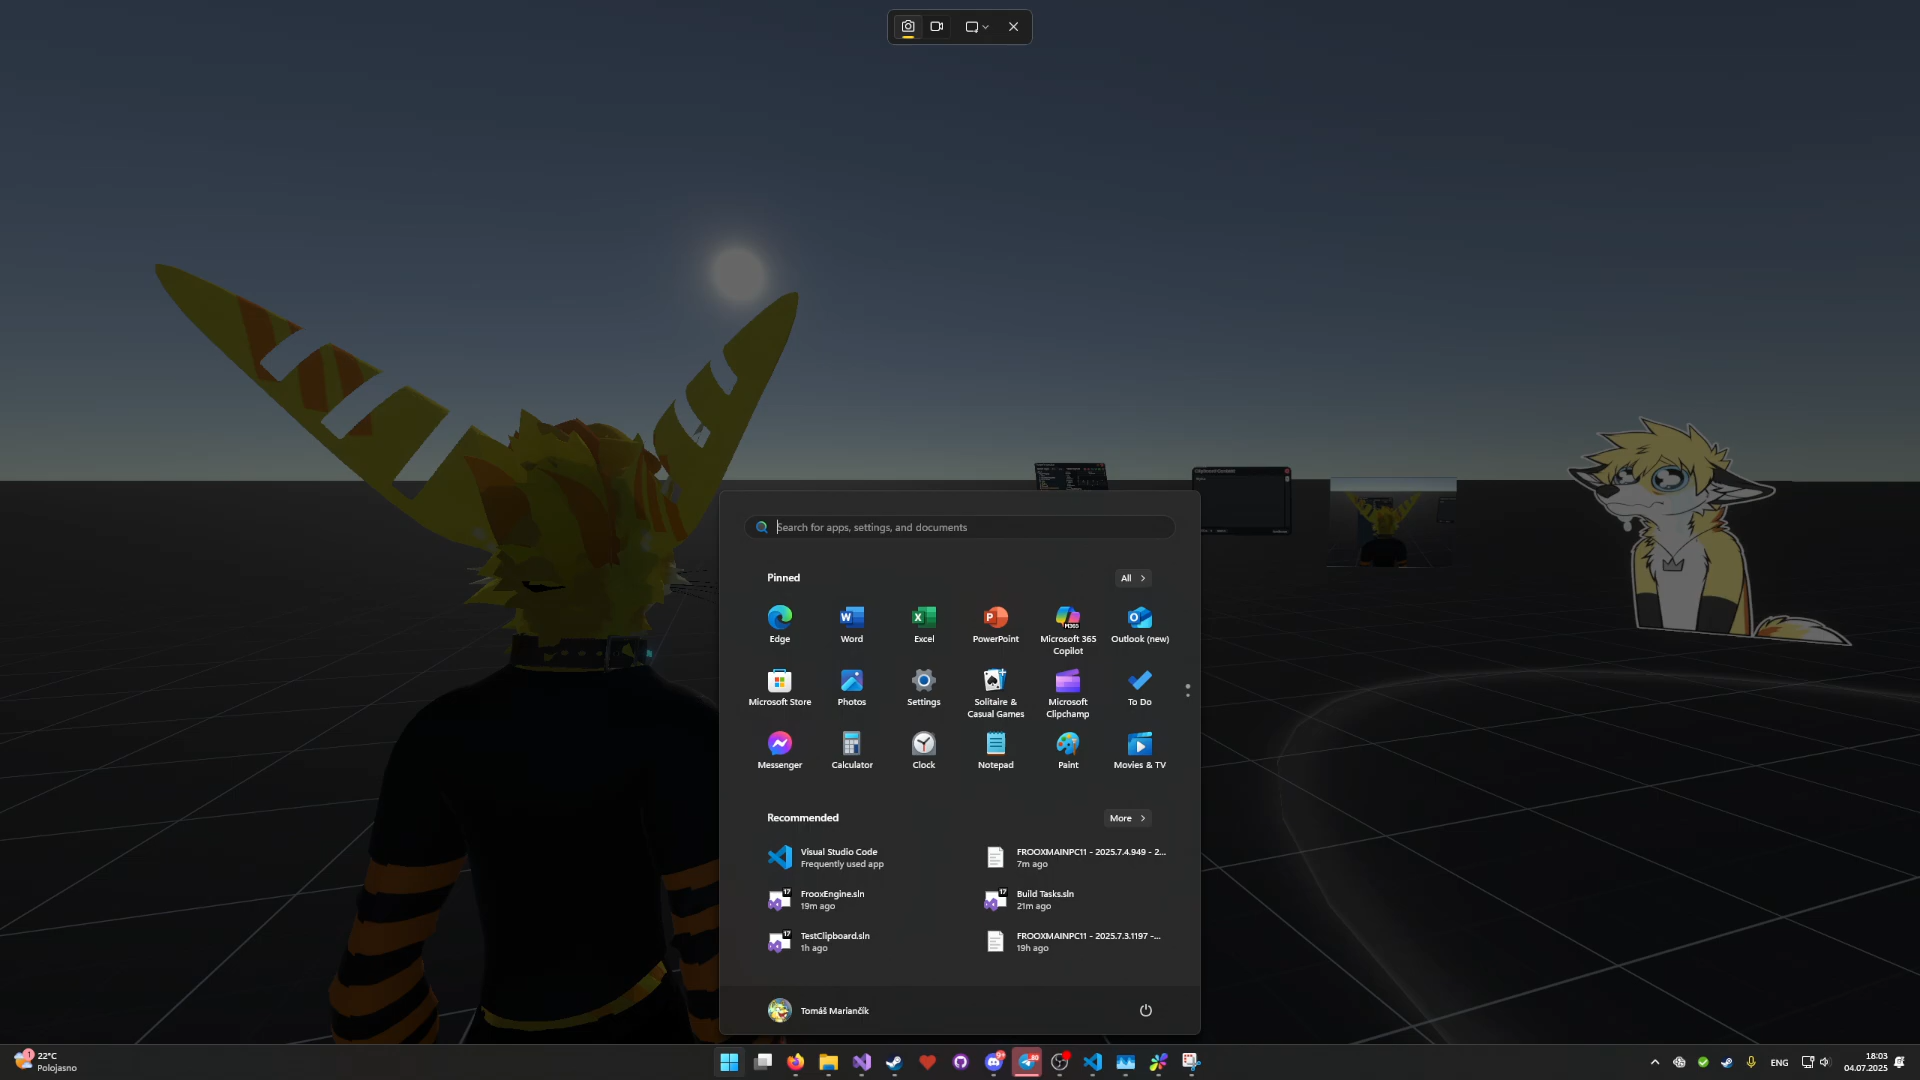 Search for apps, settings, and documents
Pinned
All
Edge
Word
Excel
PowerPoint
Microsoft 365
Copilot
Outlook (new)
Microsoft Store
Photos
Settings
Solitaire &
Casual Games
Microsoft
Clipchamp
To Do
Messenger
Calculator
Clock
Notepad
Paint
Movies & TV
Recommended
More
Visual Studio Code
Frequently used app
FROOXMAINPC11 - 2025.7.4.949 - 2...
7m ago
FrooxEngine.sln
19m ago
Build Tasks.sln
21m ago
TestClipboard.sln
1h ago
FROOXMAINPC11 - 2025.7.3.1197 -...
19h ago
Tomáš Mariančík
22°C
Polojasno
ENG
18:03
04.07.2025